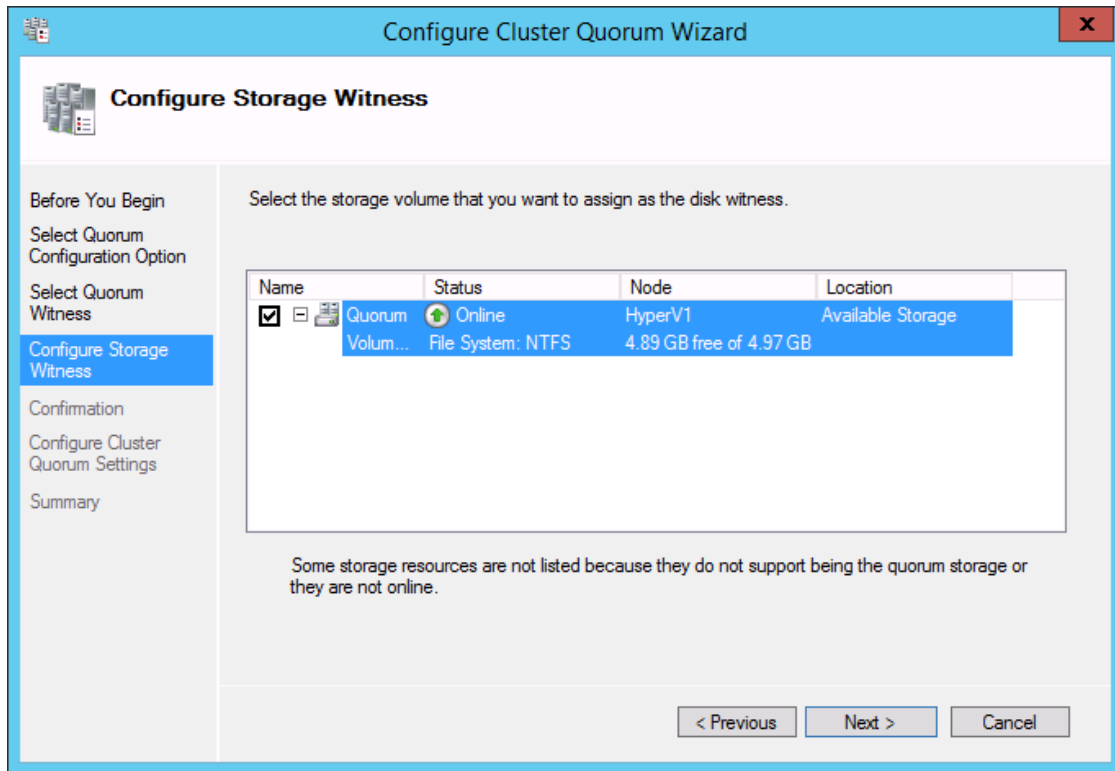 Configure Cluster Quorum Wizard
x
Configure Storage Witness
Before You Begin
Select Quorum
Configuration Option
Select Quorum
Witness
Configure Storage
Witness
Confirmation
Configure Cluster
Quorum Settings
Summary
Select the storage volume that you want to assign as the disk witness.
Name Status Node Location
Quorum Online HyperV1 Available Storage
Volum... File System: NTFS 4.89 GB free of 4.97 GB
Some storage resources are not listed because they do not support being the quorum storage or
they are not online.
< Previous Next > Cancel